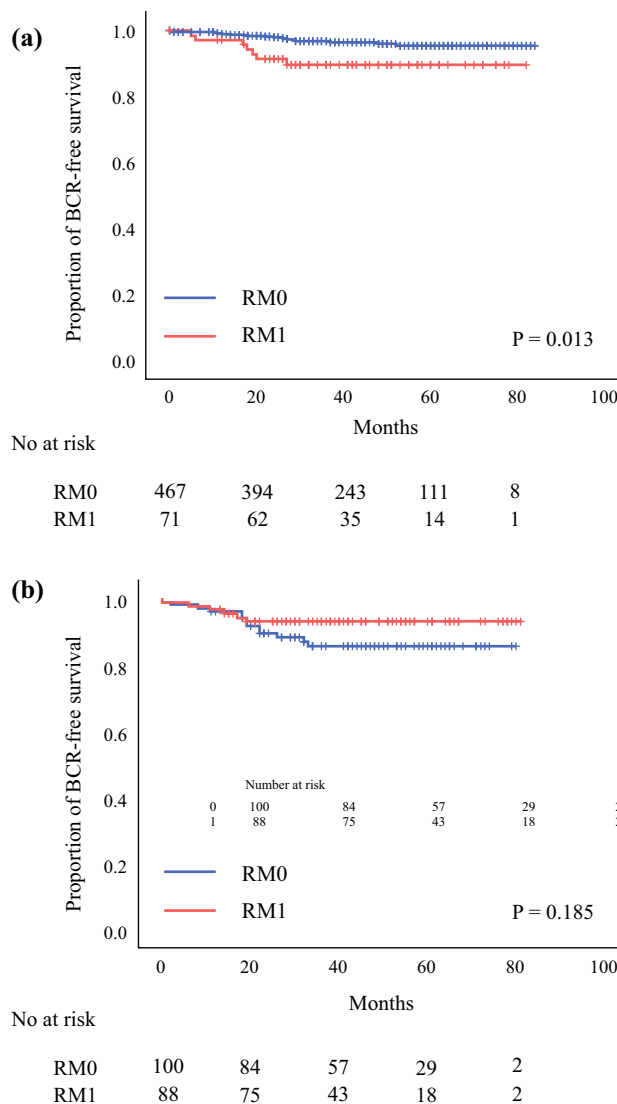 (a)
Proportion of BCR-free survival
1.0
0.8
0.6
0.4
0.2
0.0
RM0
RM1
P = 0.013
0 20 40 60 80 100
Months
No at risk
RM0 467 394 243 111 8
RM1 71 62 35 14 1
(b)
Proportion of BCR-free survival
1.0
0.8
0.6
0.4
0.2
0.0
Number at risk
0 100 84 57 29
1 88 75 43 18
RM0
RM1
P = 0.185
0 20 40 60 80 100
Months
No at risk
RM0 100 84 57 29 2
RM1 88 75 43 18 2